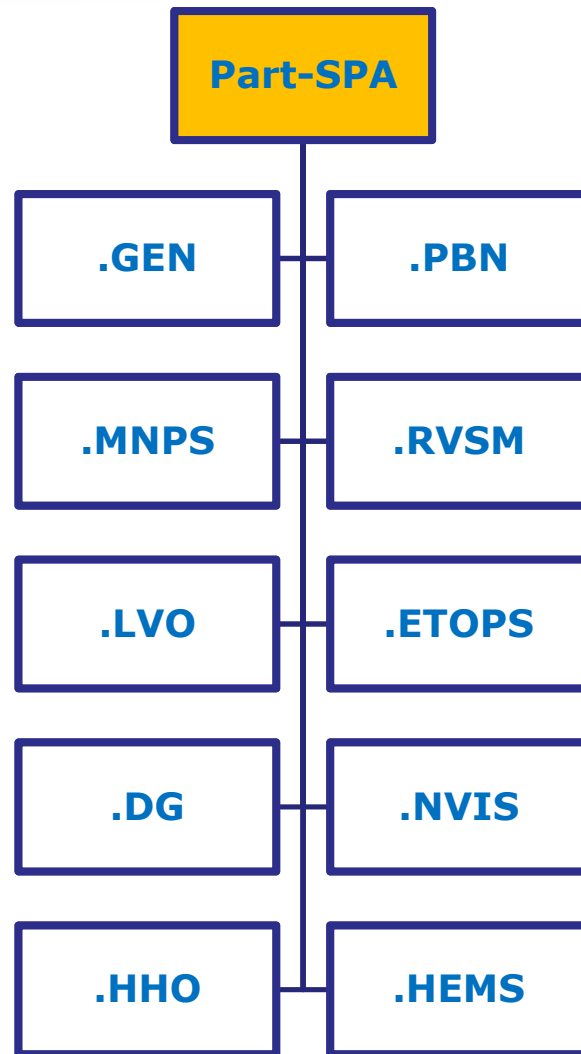 Part-SPA
.GEN
.PBN
.MNPS
.RVSM
.LVO
.ETOPS
.DG
.NVIS
.HHO
.HEMS